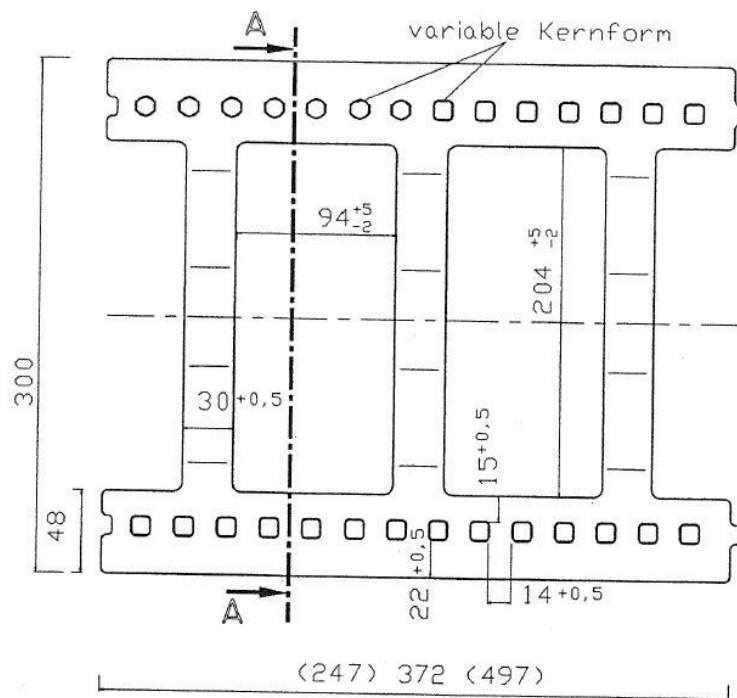 A
variable Kernform
94 +5 -2
204 +5 -2
300
30 +0,5
15 +0,5
48
22 +0,5
14 +0,5
A
(247) 372 (497)